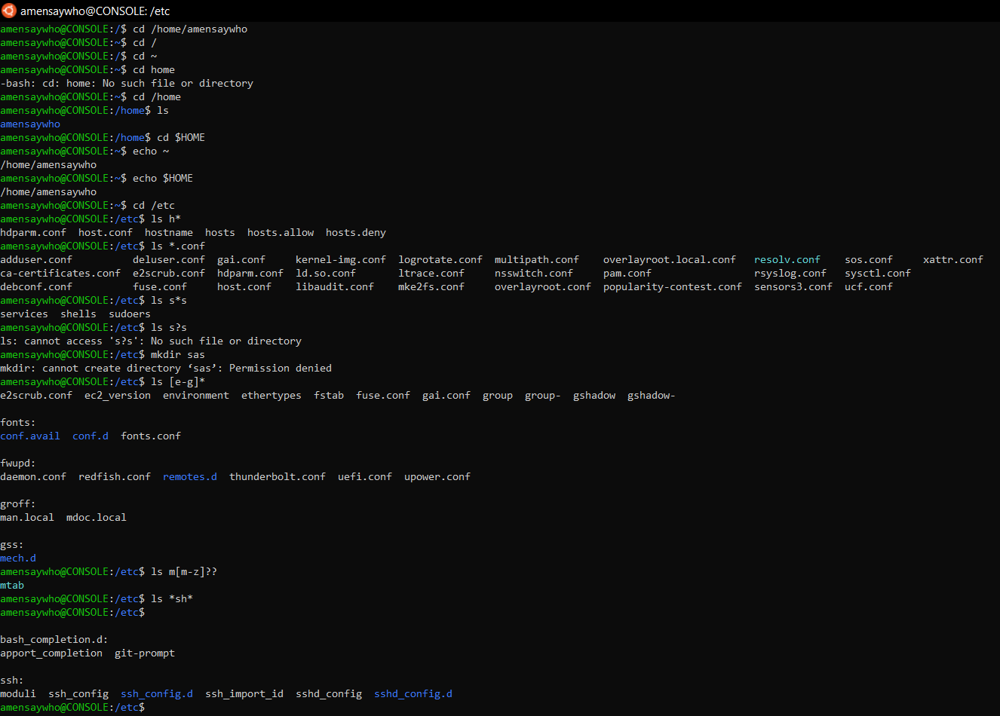 amensaywho@CONSOLE: /etc
amensaywho@CONSOLE:/$ cd /home/amensaywho
amensaywho@CONSOLE:~$ cd /
amensaywho@CONSOLE:/$ cd ~
amensaywho@CONSOLE:~$ cd home
-bash: cd: home: No such file or directory
amensaywho@CONSOLE:~$ cd /home
amensaywho@CONSOLE:/home$ ls
amensaywho
amensaywho@CONSOLE:/home$ cd $HOME
amensaywho@CONSOLE:~$ echo ~
/home/amensaywho
amensaywho@CONSOLE:~$ echo $HOME
/home/amensaywho
amensaywho@CONSOLE:~$ cd /etc
amensaywho@CONSOLE:/etc$ ls h*
hdparm.conf  host.conf  hostname  hosts  hosts.allow  hosts.deny
amensaywho@CONSOLE:/etc$ ls *.conf
adduser.conf          deluser.conf  gai.conf     kernel-img.conf  logrotate.conf  multipath.conf    overlayroot.local.conf   resolv.conf    sos.conf     xattr.conf
ca-certificates.conf  e2scrub.conf  hdparm.conf  ld.so.conf       ltrace.conf     nsswitch.conf     pam.conf                 rsyslog.conf   sysctl.conf
debconf.conf          fuse.conf     host.conf    libaudit.conf    mke2fs.conf     overlayroot.conf  popularity-contest.conf  sensors3.conf  ucf.conf
amensaywho@CONSOLE:/etc$ ls s*s
services  shells  sudoers
amensaywho@CONSOLE:/etc$ ls s?s
ls: cannot access 's?s': No such file or directory
amensaywho@CONSOLE:/etc$ mkdir sas
mkdir: cannot create directory ‘sas’: Permission denied
amensaywho@CONSOLE:/etc$ ls [e-g]*
e2scrub.conf  ec2_version  environment  ethertypes  fstab  fuse.conf  gai.conf  group  group-  gshadow  gshadow-
fonts:
conf.avail  conf.d  fonts.conf
fwupd:
daemon.conf  redfish.conf  remotes.d  thunderbolt.conf  uefi.conf  upower.conf
groff:
man.local  mdoc.local
gss:
mech.d
amensaywho@CONSOLE:/etc$ ls m[m-z]??
mtab
amensaywho@CONSOLE:/etc$ ls *sh*
amensaywho@CONSOLE:/etc$
bash_completion.d:
apport_completion  git-prompt
ssh:
moduli  ssh_config  ssh_config.d  ssh_import_id  sshd_config  sshd_config.d
amensaywho@CONSOLE:/etc$